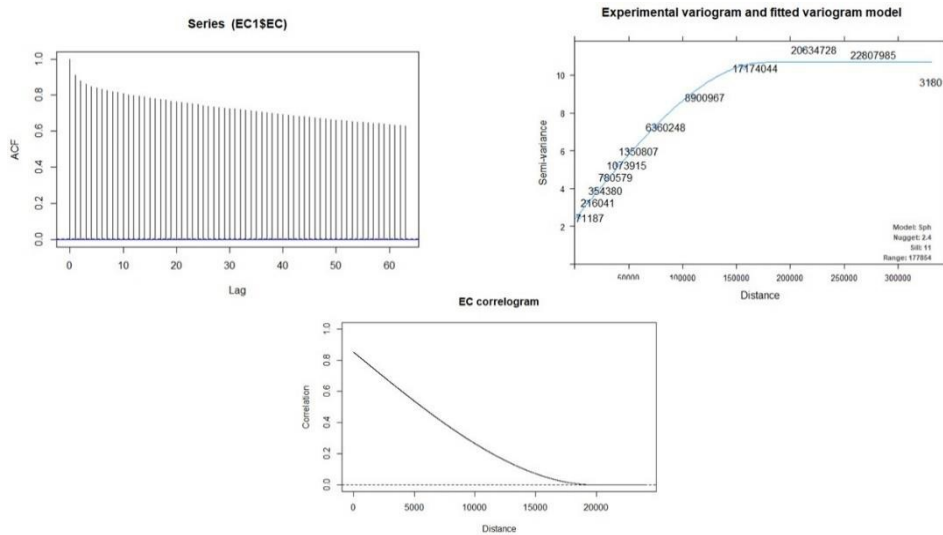 Series (EC1$EC)
ACF
0.0 0.2 0.4 0.6 0.8 1.0
0 10 20 30 40 50 60
Lag
Experimental variogram and fitted variogram model
Semi-variance
10
8
6
4
2
20634728
22807985
17174044
3180
8900967
6360248
1350807
1073915
780579
354380
216041
71187
Model: Sph
Nugget: 2.4
Sill: 11
Range: 177854
50000 100000 150000 200000 250000 300000
Distance
EC correlogram
Correlation
0.0 0.2 0.4 0.6 0.8 1.0
0 5000 10000 15000 20000
Distance